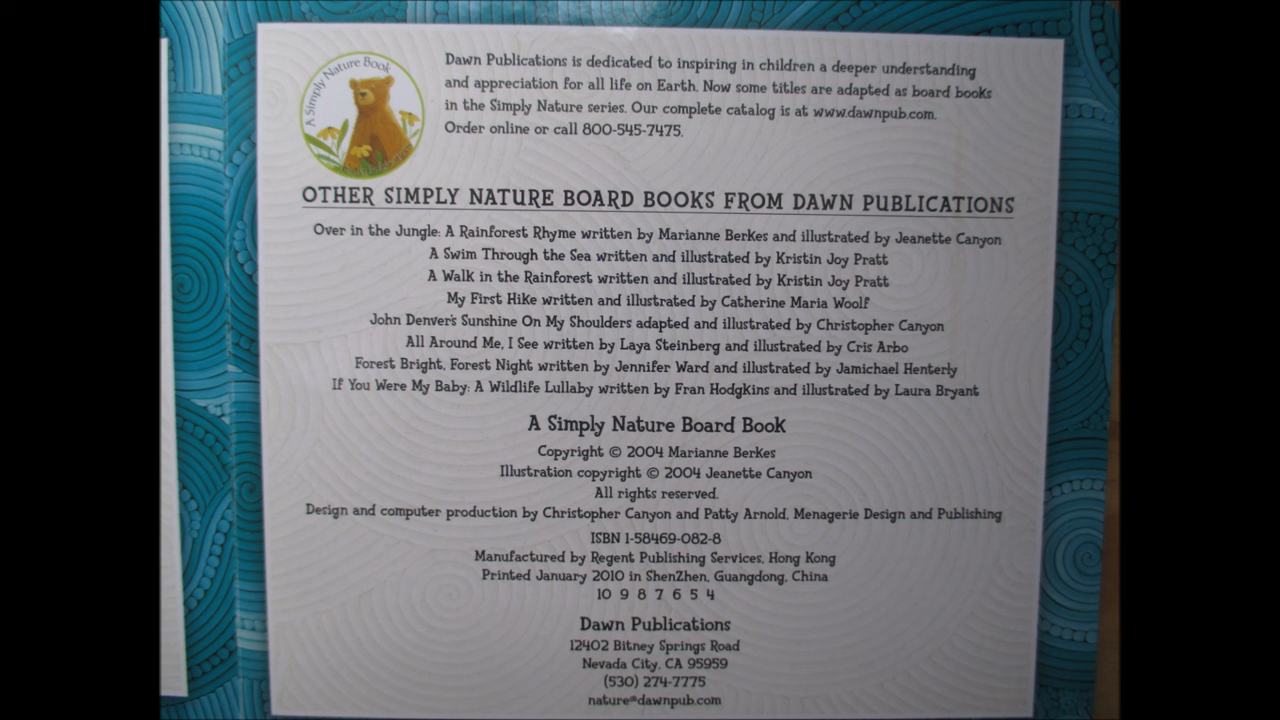 A Simply Nature Book
Dawn Publications is dedicated to inspiring in children a deeper understanding
and appreciation for all life on Earth. Now some titles are adapted as board books
in the Simply Nature series. Our complete catalog is at www.dawnpub.com.
Order online or call 800-545-7475.
OTHER SIMPLY NATURE BOARD BOOKS FROM DAWN PUBLICATIONS
Over in the Jungle: A Rainforest Rhyme written by Marianne Berkes and illustrated by Jeanette Canyon
A Swim Through the Sea written and illustrated by Kristin Joy Pratt
A Walk in the Rainforest written and illustrated by Kristin Joy Pratt
My First Hike written and illustrated by Catherine Maria Woolf
John Denver's Sunshine On My Shoulders adapted and illustrated by Christopher Canyon
All Around Me, I See written by Laya Steinberg and illustrated by Cris Arbo
Forest Bright, Forest Night written by Jennifer Ward and illustrated by Jamichael Henterly
If You Were My Baby: A Wildlife Lullaby written by Fran Hodgkins and illustrated by Laura Bryant
A Simply Nature Board Book
Copyright © 2004 Marianne Berkes
Illustration copyright © 2004 Jeanette Canyon
All rights reserved.
Design and computer production by Christopher Canyon and Patty Arnold, Menagerie Design and Publishing
ISBN 1-58469-082-8
Manufactured by Regent Publishing Services, Hong Kong
Printed January 2010 in ShenZhen, Guangdong, China
10 9 8 7 6 5 4
Dawn Publications
12402 Bitney Springs Road
Nevada City, CA 95959
(530) 274-7775
nature@dawnpub.com